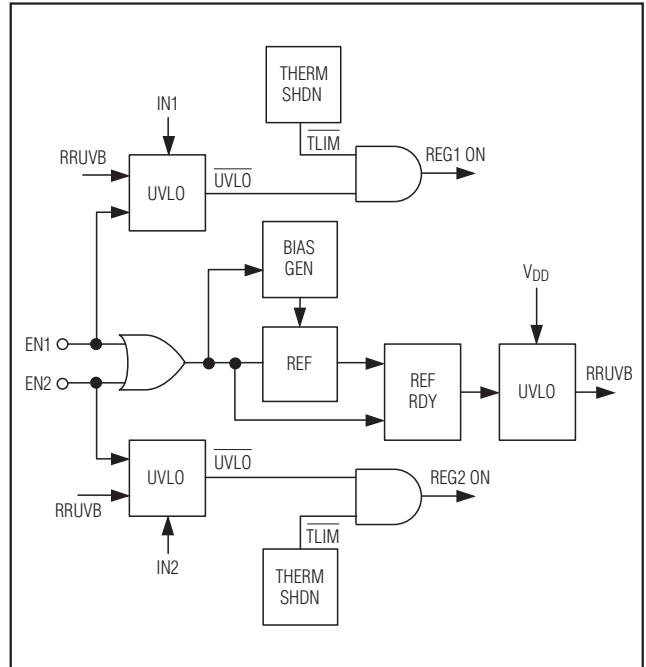 THERM
SHDN
IN1
TLIM
RRUVB
UVLO
UVLO
REG1 ON
BIAS
GEN
VDD
EN1
REF
REF
RDY
UVLO
RRUVB
EN2
UVLO
UVLO
REG2 ON
RRUVB
TLIM
IN2
THERM
SHDN